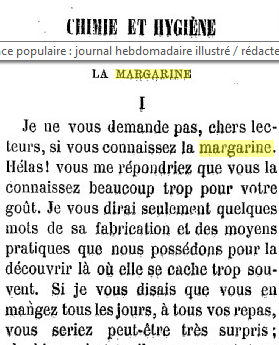 CHIMIE ET HYGIÈNE
ce populaire : journal hebdomadaire illustré / rédacte
LA MARGARINE
I
Je ne vous demande pas, chers lec-
teurs, si vous connaissez la margarine.
Hélas! vous me répondriez que vous la
connaissez beaucoup trop pour votre
goût. Je vous dirai seulement quelques
mots de sa fabrication et des moyens
pratiques que nous possédons pour la
découvrir là où elle se cache trop sou-
vent. Si je vous disais que vous en
mangez tous les jours, à tous vos repas,
vous seriez peut-être très surpris;